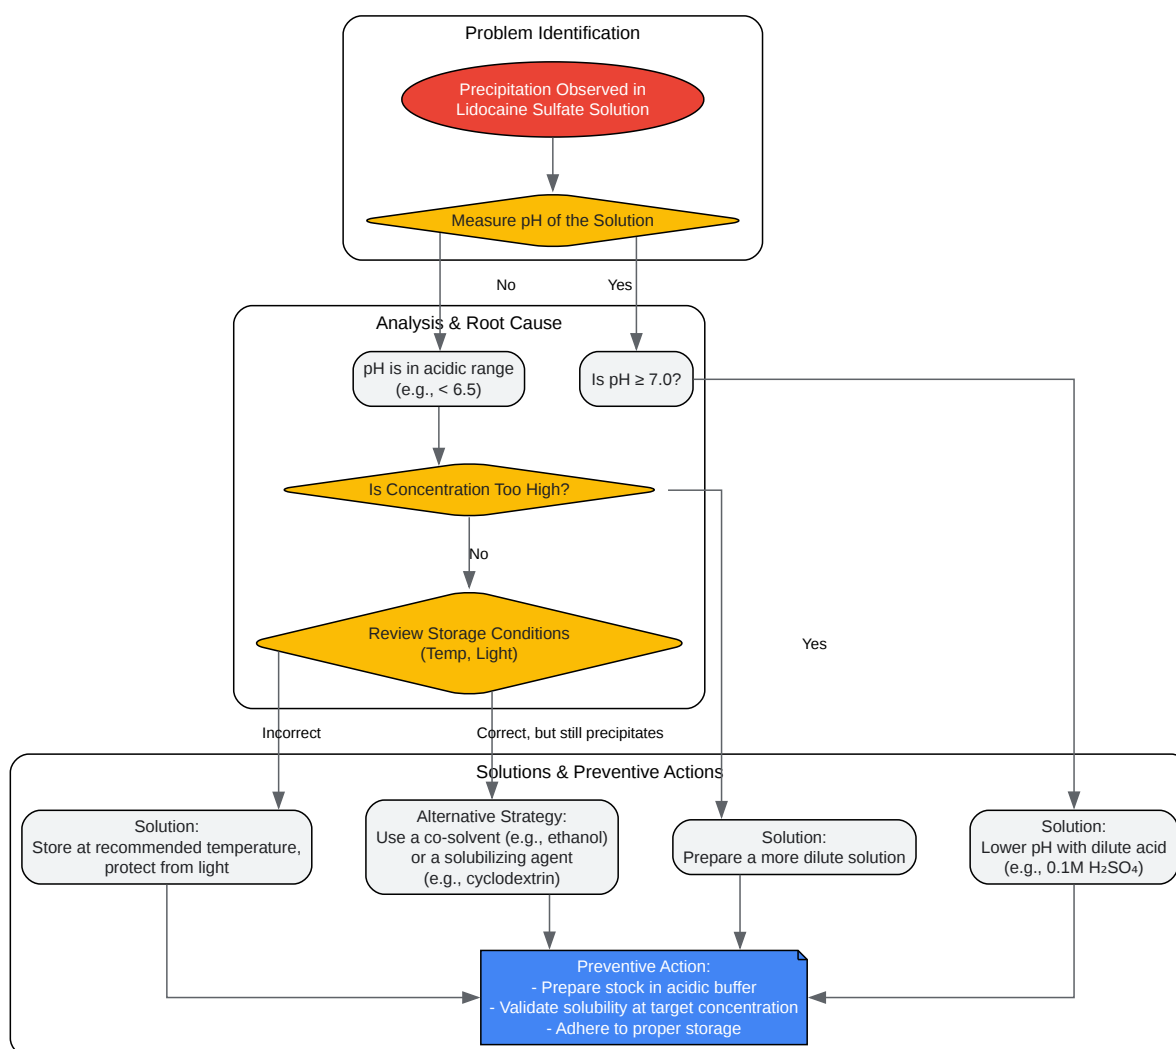 Problem Identification
Precipitation Observed in
Lidocaine Sulfate Solution
Measure pH of the Solution
No
Yes
Analysis & Root Cause
pH is in acidic range
(e.g., < 6.5)
Is pH ≥ 7.0?
Is Concentration Too High?
No
Review Storage Conditions
(Temp, Light)
Yes
Incorrect
Correct, but still precipitates
Solutions & Preventive Actions
Solution:
Store at recommended temperature,
protect from light
Alternative Strategy:
Use a co-solvent (e.g., ethanol)
or a solubilizing agent
(e.g., cyclodextrin)
Solution:
Prepare a more dilute solution
Solution:
Lower pH with dilute acid
(e.g., 0.1M H₂SO₄)
Preventive Action:
- Prepare stock in acidic buffer
- Validate solubility at target concentration
- Adhere to proper storage